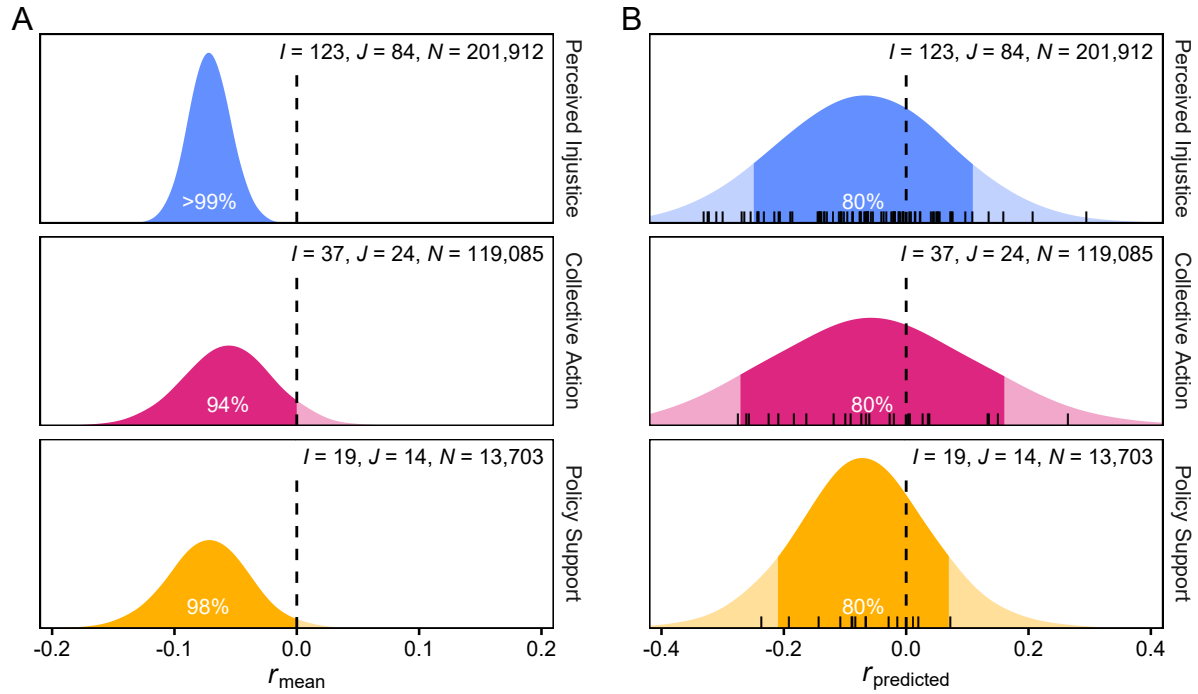 A
I = 123, J = 84, N = 201,912
>99%
Perceived Injustice
I = 37, J = 24, N = 119,085
94%
Collective Action
I = 19, J = 14, N = 13,703
98%
Policy Support
-0.2 -0.1 0.0 0.1 0.2
r mean
B
I = 123, J = 84, N = 201,912
80%
Perceived Injustice
I = 37, J = 24, N = 119,085
80%
Collective Action
I = 19, J = 14, N = 13,703
80%
Policy Support
-0.4 -0.2 0.0 0.2 0.4
r predicted